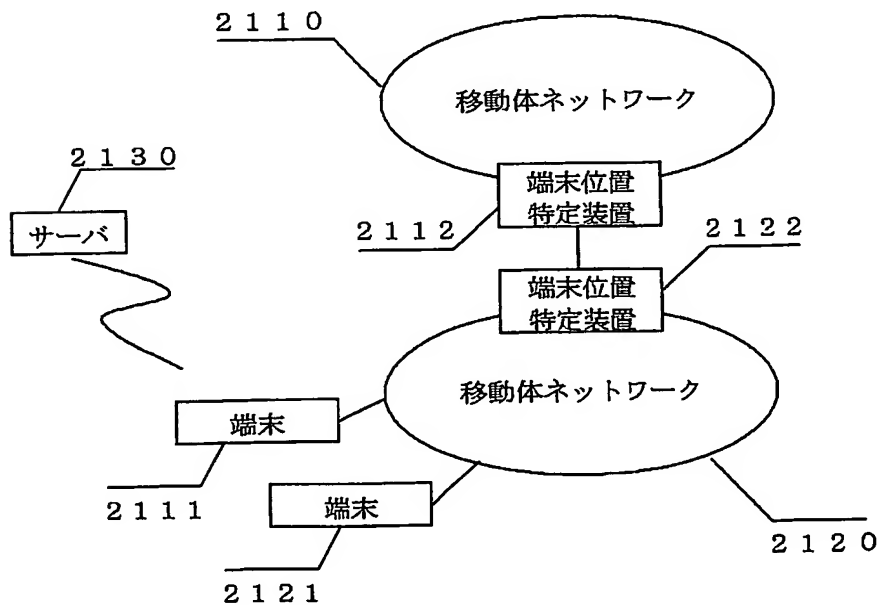 ２１１０
移動体ネットワーク
２１３０
端末位置
特定装置
サーバ
２１１２
２１２２
端末位置
特定装置
移動体ネットワーク
端末
２１１１
端末
２１２０
２１２１